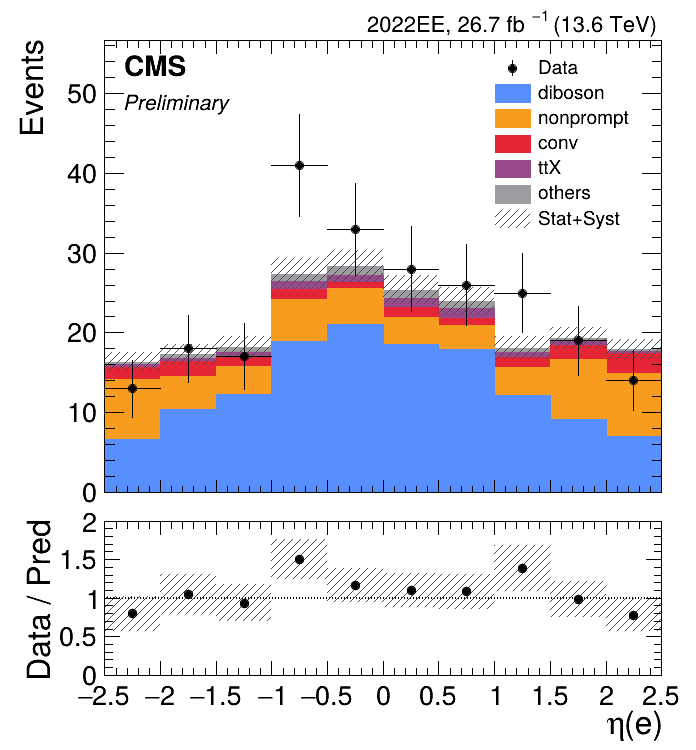 2022EE, 26.7 fb⁻¹ (13.6 TeV)
CMS
Preliminary
Data
diboson
nonprompt
conv
ttX
others
Stat+Syst
Events
50
40
30
20
10
0
Data / Pred
2
1.5
1
0.5
0
−2.5 −2 −1.5 −1 −0.5 0 0.5 1 1.5 2 2.5
η(e)